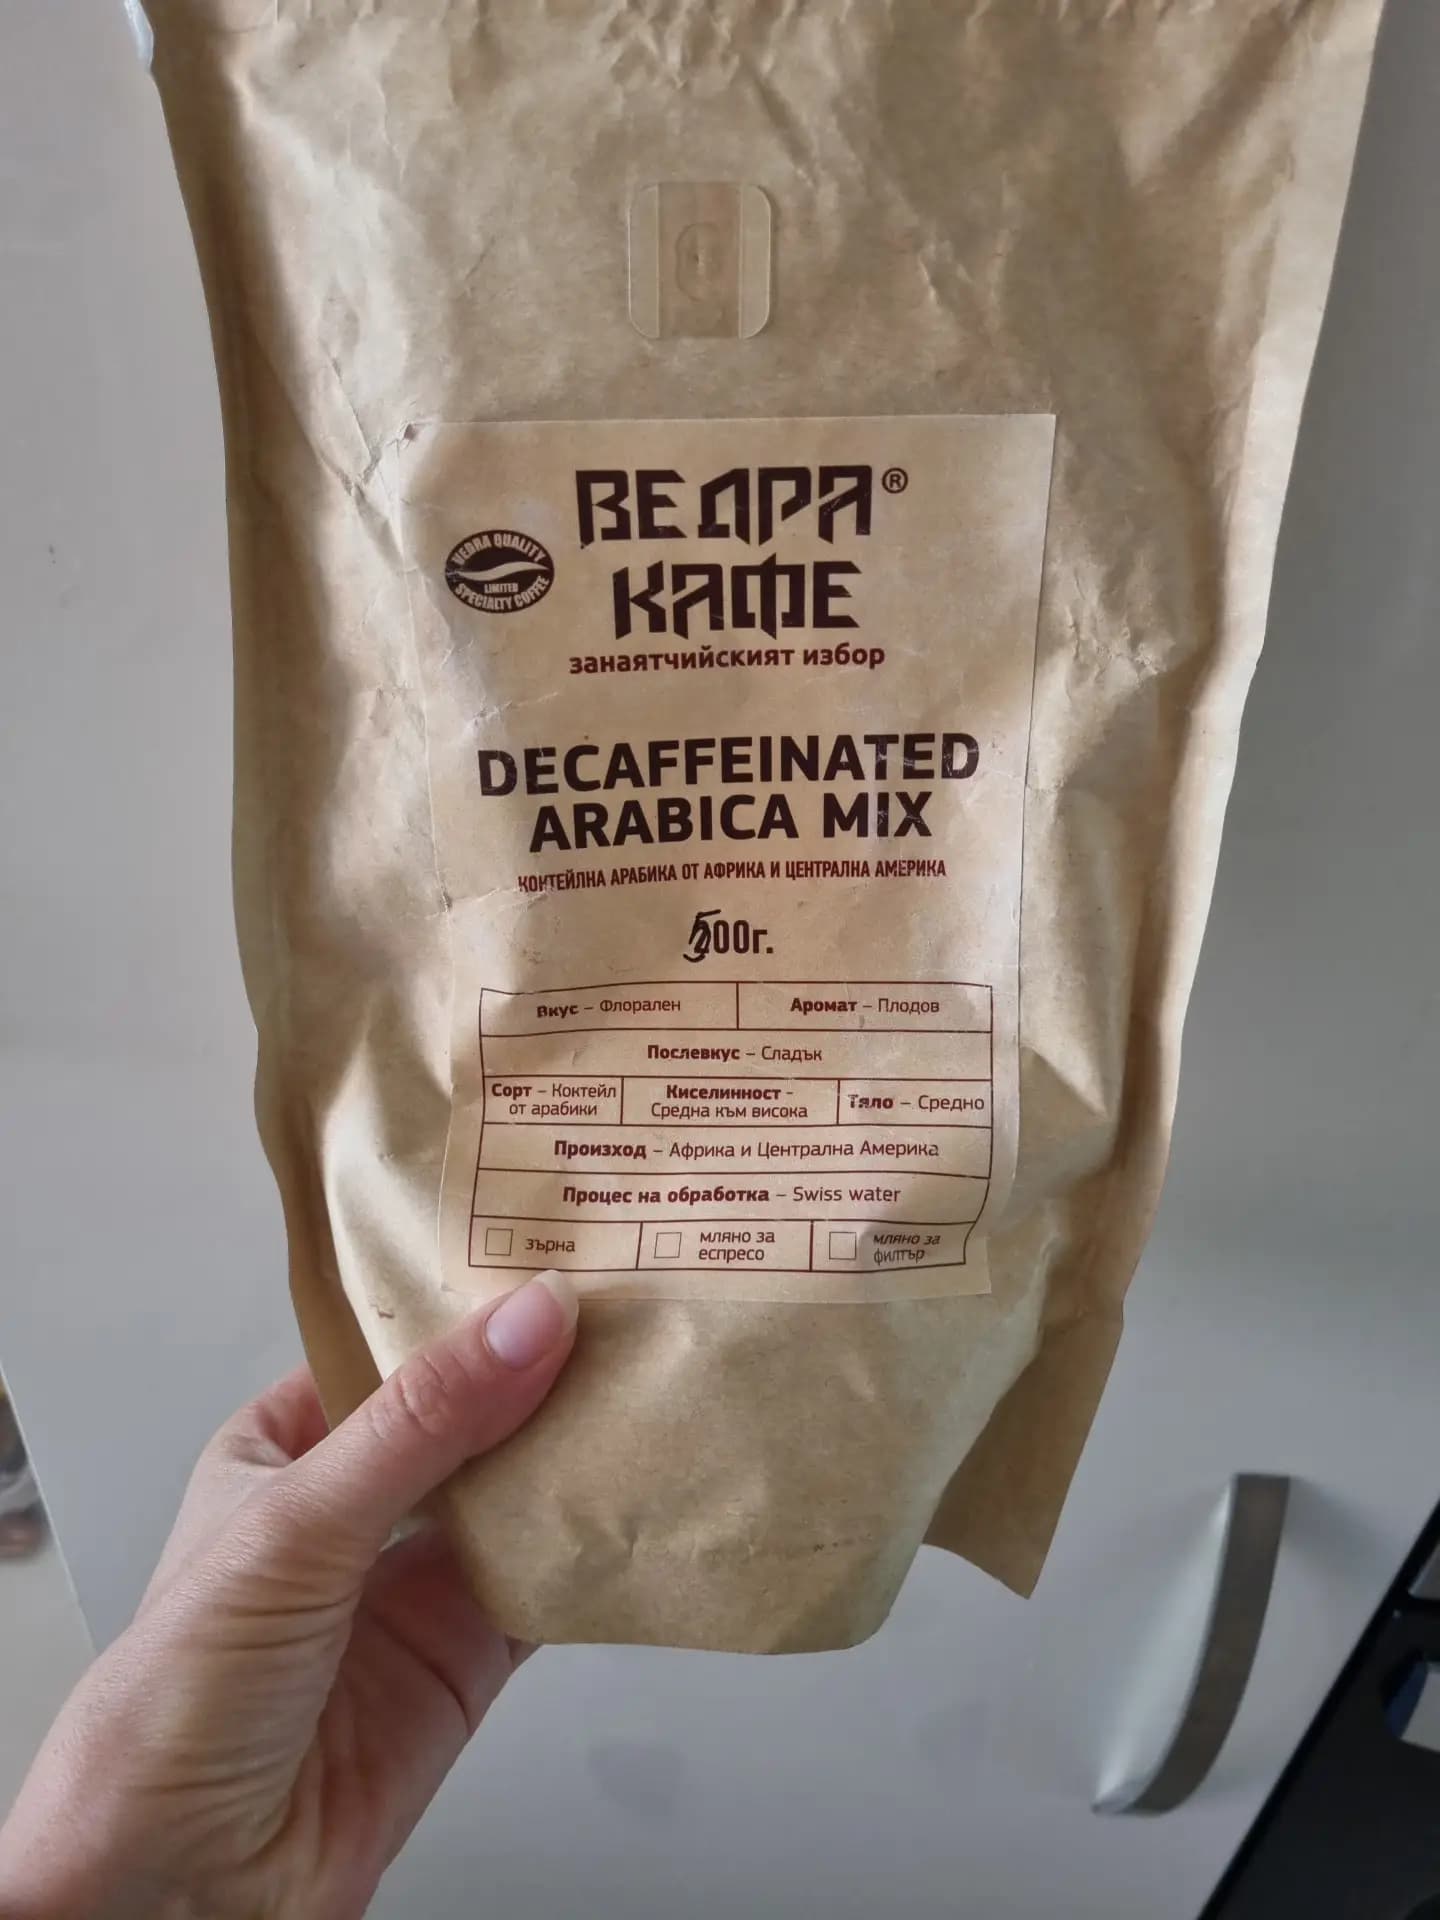 ВЕДРА®
КАФЕ
занаятчийският избор
VEDRA QUALITY
LIMITED
SPECIALTY COFFEE
DECAFFEINATED
ARABICA MIX
КОКТЕЙЛНА АРАБИКА ОТ АФРИКА И ЦЕНТРАЛНА АМЕРИКА
500г.
Вкус – Флорален
Аромат – Плодов
Послевкус – Сладък
Сорт – Коктейл
от арабики
Киселинност -
Средна към висока
Тяло – Средно
Произход – Африка и Централна Америка
Процес на обработка – Swiss water
зърна
мляно за
еспресо
мляно за
филтър